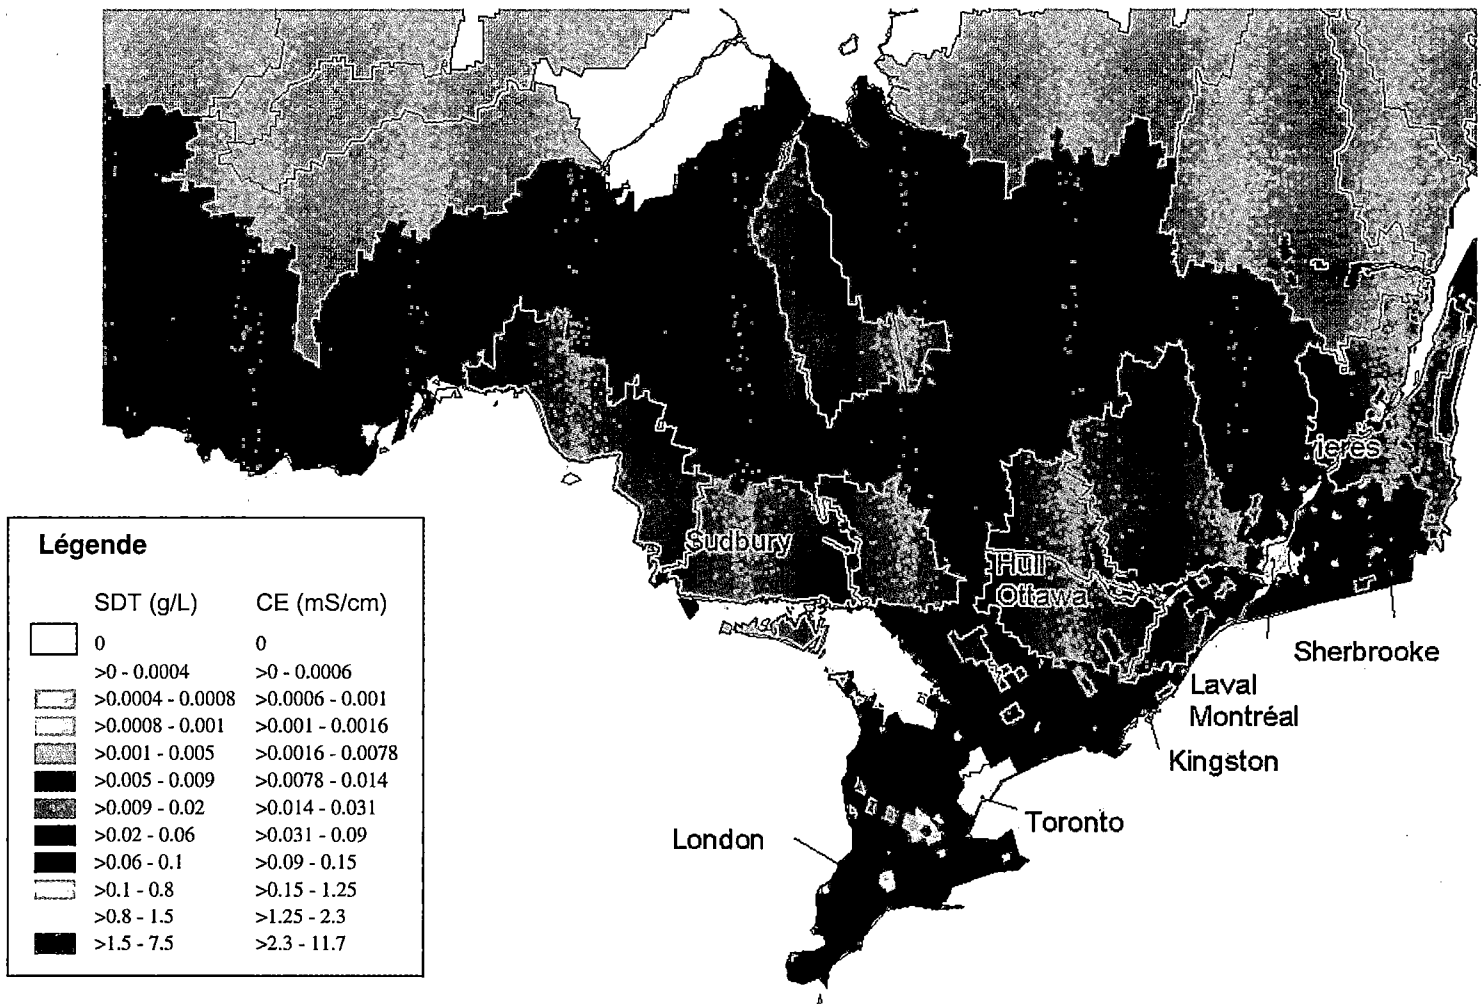 ières
Sudbury
Hull
Ottawa
Sherbrooke
Laval
Montréal
Kingston
Toronto
London
Légende
SDT (g/L) CE (mS/cm)
0 0
>0 - 0.0004 >0 - 0.0006
>0.0004 - 0.0008 >0.0006 - 0.001
>0.0008 - 0.001 >0.001 - 0.0016
>0.001 - 0.005 >0.0016 - 0.0078
>0.005 - 0.009 >0.0078 - 0.014
>0.009 - 0.02 >0.014 - 0.031
>0.02 - 0.06 >0.031 - 0.09
>0.06 - 0.1 >0.09 - 0.15
>0.1 - 0.8 >0.15 - 1.25
>0.8 - 1.5 >1.25 - 2.3
>1.5 - 7.5 >2.3 - 11.7